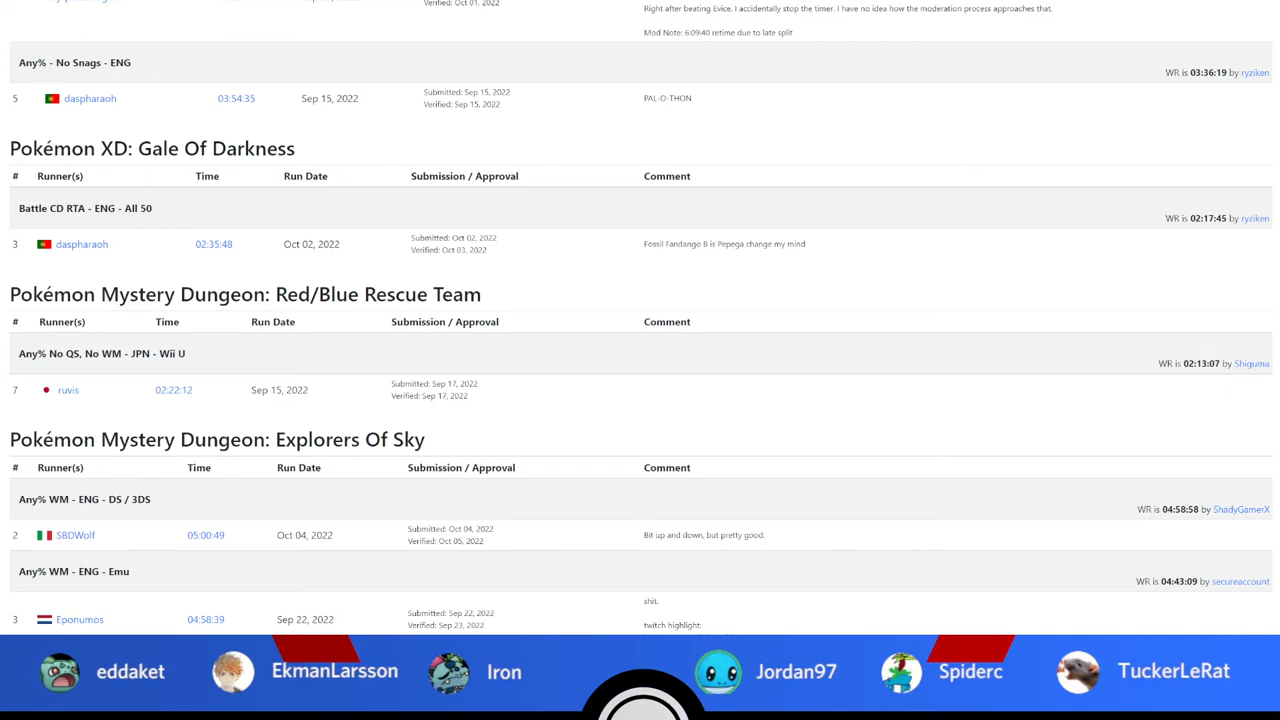 Right after beating Evice, I accidentally stop the timer. I have no idea how the moderation process approaches that.
Mod Note: 6:09:40 retime due to late split
Any% - No Snags - ENG
WR is 03:36:19 by ryziken
5 daspharaoh 03:54:35 Sep 15, 2022 Submitted: Sep 15, 2022 PAL-O-THON
Verified: Sep 15, 2022
Pokémon XD: Gale Of Darkness
# Runner(s) Time Run Date Submission / Approval Comment
Battle CD RTA - ENG - All 50
WR is 02:17:45 by ryziken
3 daspharaoh 02:35:48 Oct 02, 2022 Submitted: Oct 02, 2022 Fossil Fandango B is Pepega change my mind
Verified: Oct 03, 2022
Pokémon Mystery Dungeon: Red/Blue Rescue Team
# Runner(s) Time Run Date Submission / Approval Comment
Any% No QS, No WM - JPN - Wii U
WR is 02:13:07 by Shiguma
7 ruvis 02:22:12 Sep 15, 2022 Submitted: Sep 17, 2022
Verified: Sep 17, 2022
Pokémon Mystery Dungeon: Explorers Of Sky
# Runner(s) Time Run Date Submission / Approval Comment
Any% WM - ENG - DS / 3DS
WR is 04:58:58 by ShadyGamerX
2 SBDWolf 05:00:49 Oct 04, 2022 Submitted: Oct 04, 2022 Bit up and down, but pretty good.
Verified: Oct 05, 2022
Any% WM - ENG - Emu
WR is 04:43:09 by secureaccount
shit.
3 Eponumos 04:58:39 Sep 22, 2022 Submitted: Sep 22, 2022
Verified: Sep 23, 2022 twitch highlight:
eddaket EkmanLarsson Iron Jordan97 Spiderc TuckerLeRat